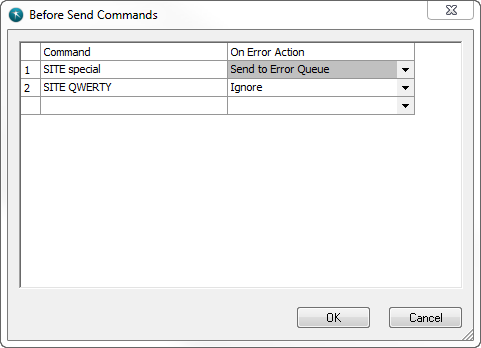 Before Send Commands
Command On Error Action
1 SITE special Send to Error Queue
2 SITE QWERTY Ignore
OK Cancel